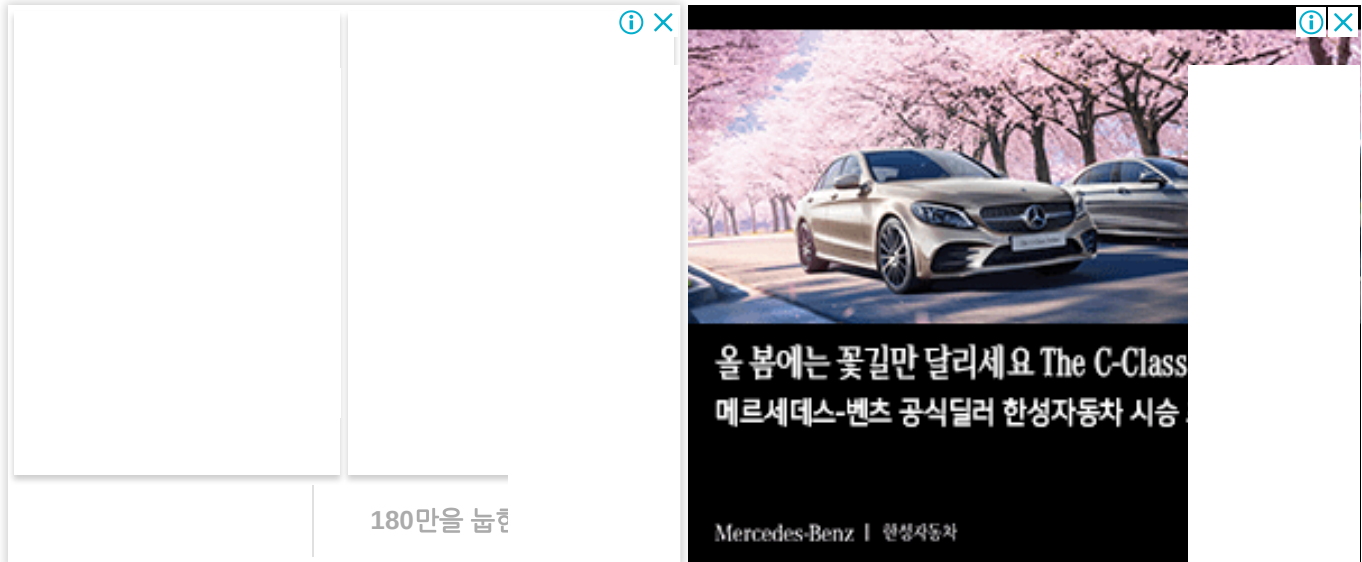 180만을 눕
올 봄에는 꽃길만 달리세요 The C-Class
메르세데스-벤츠 공식딜러 한성자동차 시승
Mercedes-Benz | 한성자동차